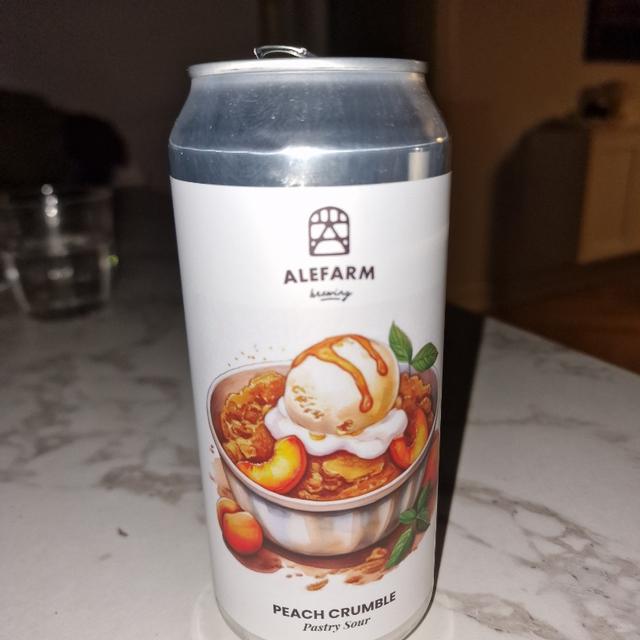 ALEFARM
brewing
PEACH CRUMBLE
Pastry Sour